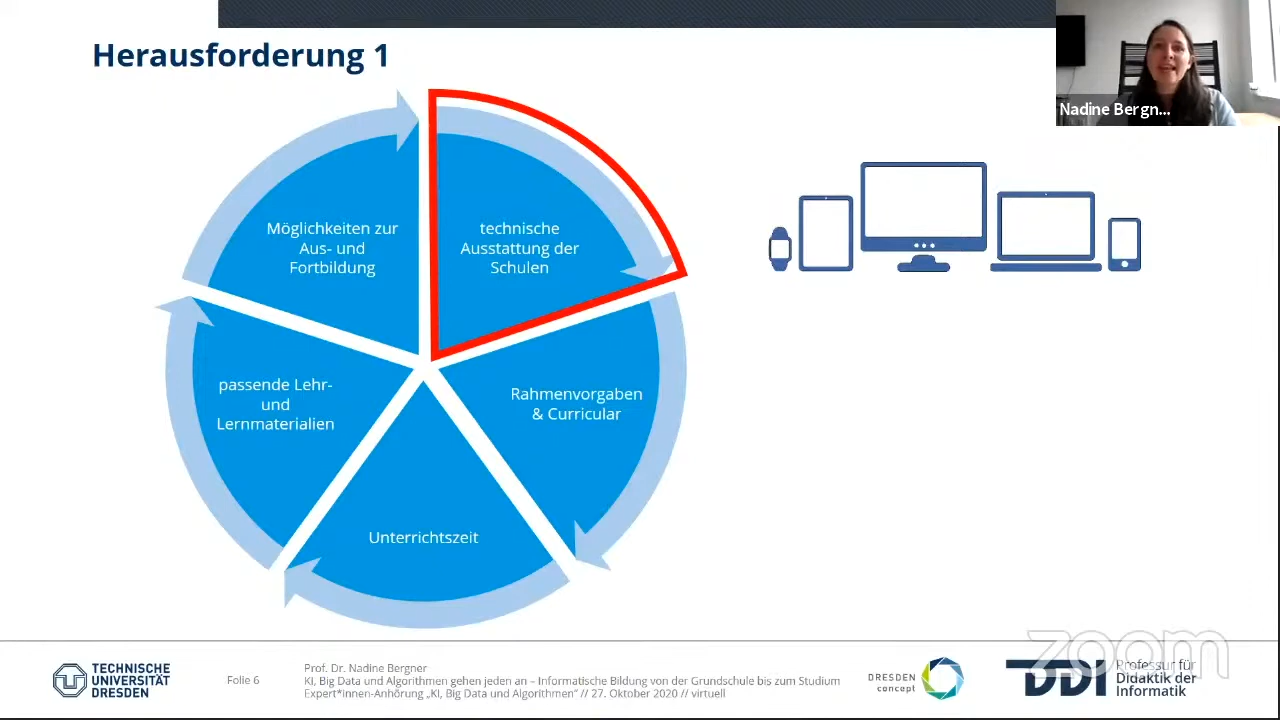 Herausforderung 1
Nadine Bergn...
Möglichkeiten zur
Aus- und
Fortbildung
technische
Ausstattung der
Schulen
passende Lehr-
und
Lernmaterialien
Rahmenvorgaben
& Curricular
Unterrichtszeit
TECHNISCHE
UNIVERSITÄT
DRESDEN
Folie 6
Prof. Dr. Nadine Bergner
KI, Big Data und Algorithmen gehen jeden an – Informatische Bildung von der Grundschule bis zum Studium
Expert*innen-Anhörung „KI, Big Data und Algorithmen“ // 27. Oktober 2020 // virtuell
DRESDEN
concept
DDI
Professur für
Didaktik der
Informatik
zoom